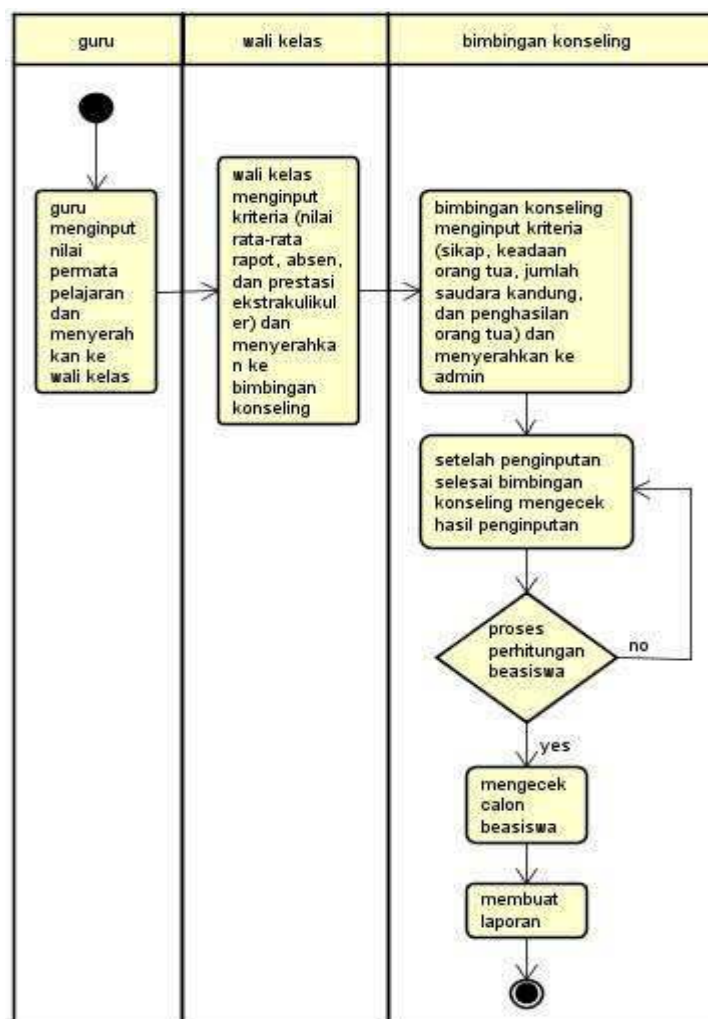 guru
wali kelas
bimbingan konseling
guru
menginput
nilai
permata
pelajaran
dan
menyerah
kan ke
wali kelas
wali kelas
menginput
kriteria (nilai
rata-rata
rapot, absen,
dan prestasi
ekstrakulikul
er) dan
menyerahka
n ke
bimbingan
konseling
bimbingan konseling
menginput kriteria
(sikap, keadaan
orang tua, jumlah
saudara kandung,
dan penghasilan
orang tua) dan
menyerahkan ke
admin
setelah penginputan
selesai bimbingan
konseling mengecek
hasil penginputan
proses
perhitungan
beasiswa
no
yes
mengecek
calon
beasiswa
membuat
laporan